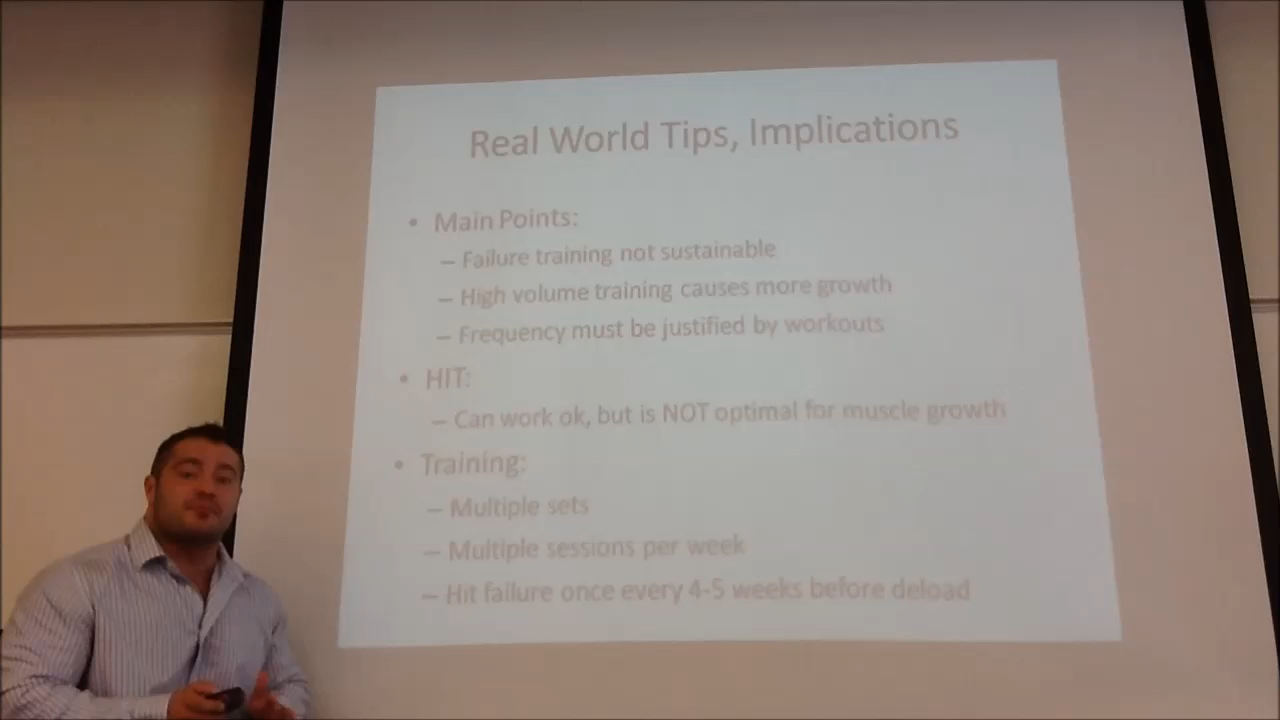 Real World Tips, Implications
• Main Points:
– Failure training not sustainable
– High volume training causes more growth
– Frequency must be justified by workouts
• HIT:
– Can work ok, but is NOT optimal for muscle growth
• Training:
– Multiple sets
– Multiple sessions per week
– Hit failure once every 4-5 weeks before deload